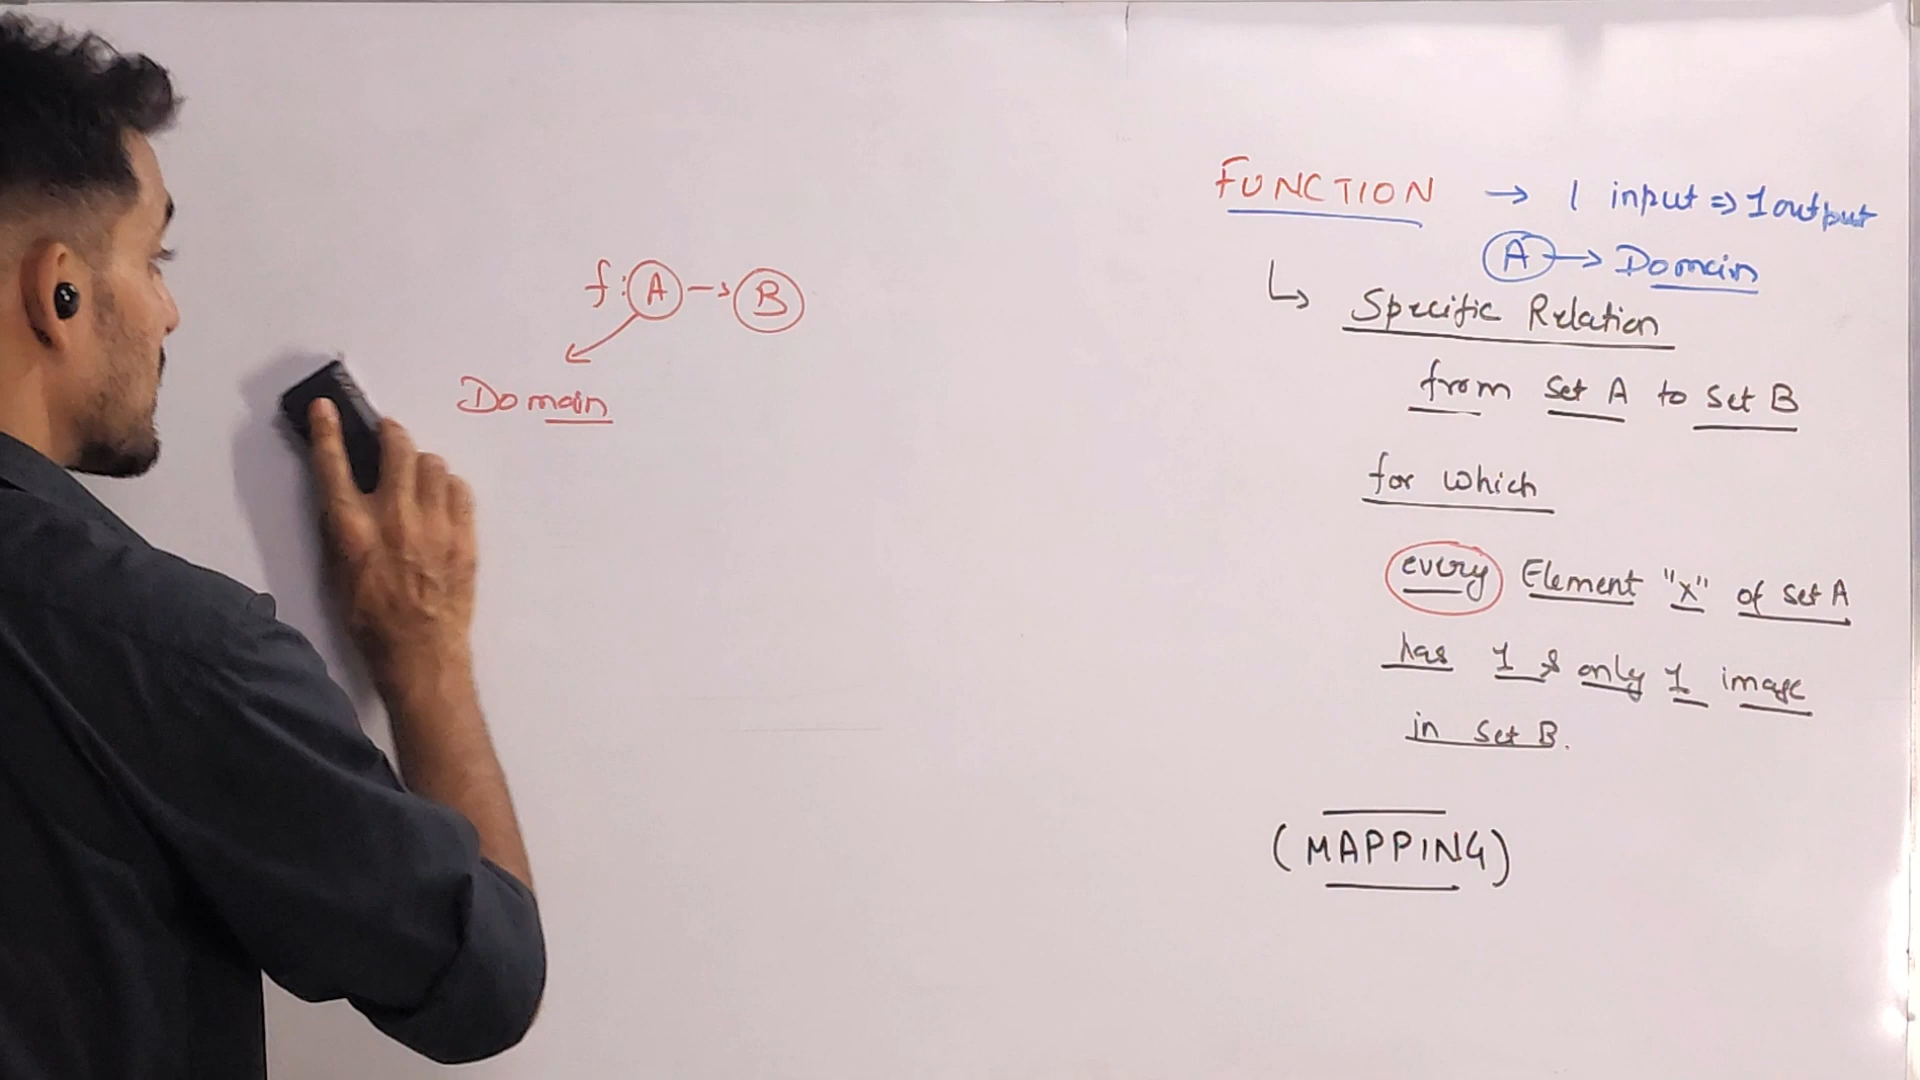 f: A → B
Domain
FUNCTION → 1 input ⇒ 1 output
A → Domain
↳ Specific Relation
from set A to set B
for which
every Element "x" of set A
has 1 & only 1 image
in set B.
(MAPPING)